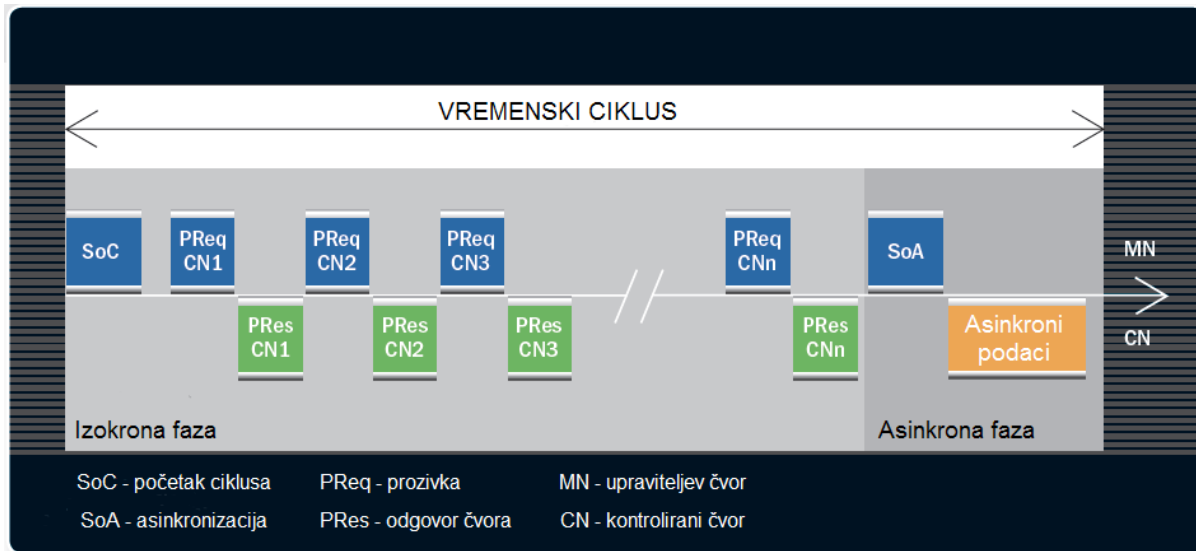 VREMENSKI CIKLUS
SoC
PReq
CN1
PReq
CN2
PReq
CN3
PReq
CNn
SoA
MN
PRes
CN1
PRes
CN2
PRes
CN3
PRes
CNn
Asinkroni
podaci
CN
Izokrona faza
Asinkrona faza
SoC - početak ciklusa
PReq - prozivka
MN - upraviteljev čvor
SoA - asinkronizacija
PRes - odgovor čvora
CN - kontrolirani čvor